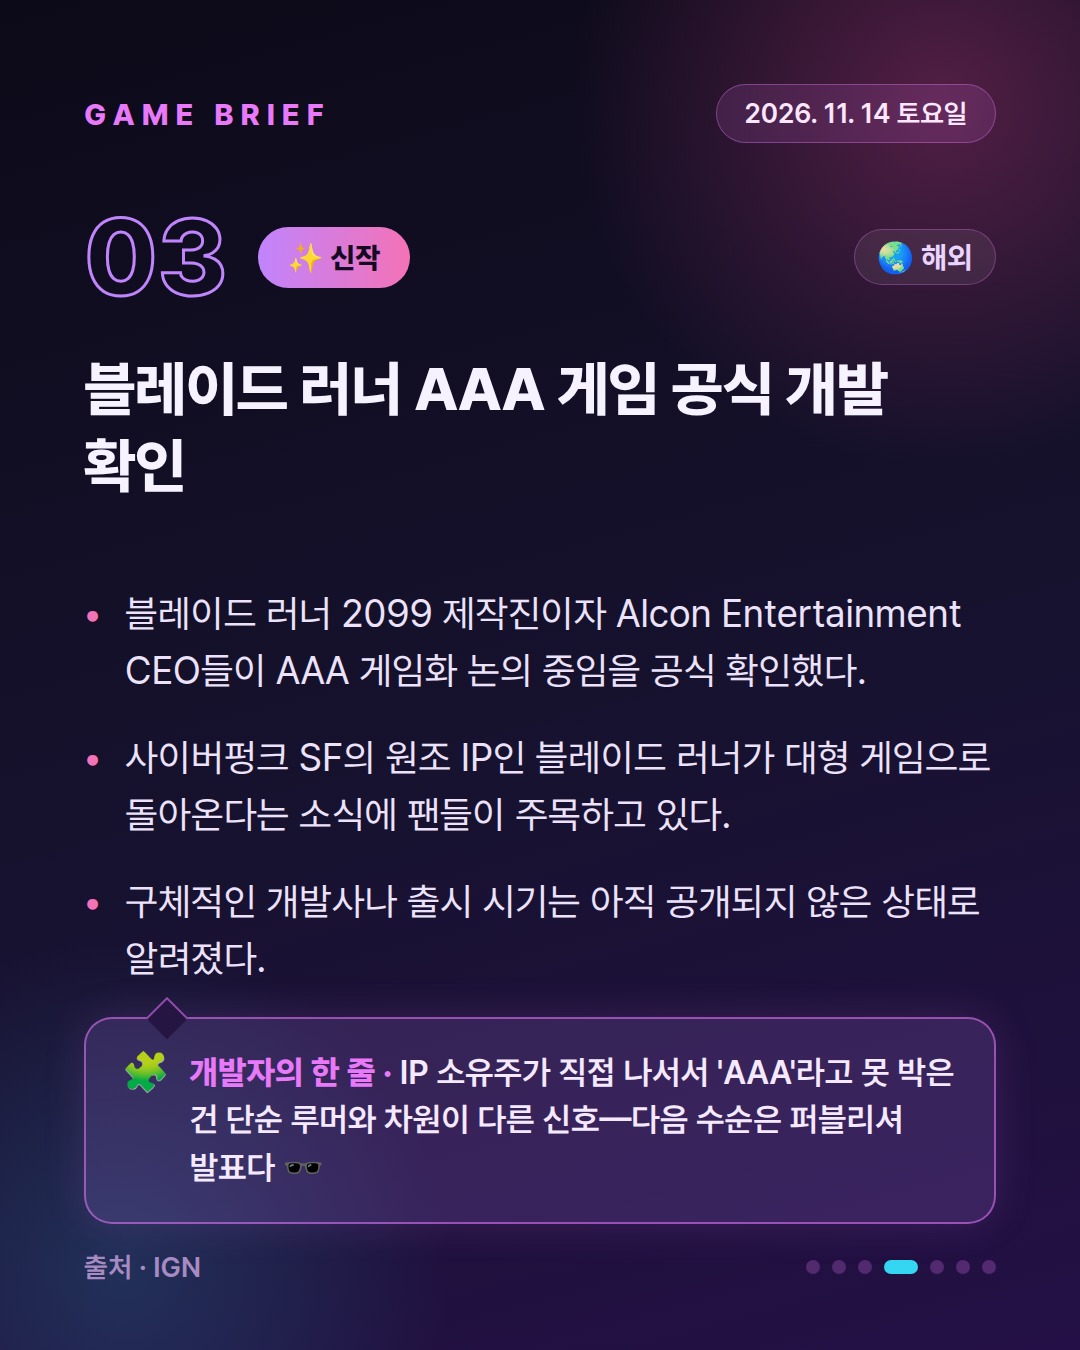 GAME BRIEF
2026. 11. 14 토요일
03
✨ 신작
🌏 해외
블레이드 러너 AAA 게임 공식 개발
확인
• 블레이드 러너 2099 제작진이자 Alcon Entertainment
CEO들이 AAA 게임화 논의 중임을 공식 확인했다.
• 사이버펑크 SF의 원조 IP인 블레이드 러너가 대형 게임으로
돌아온다는 소식에 팬들이 주목하고 있다.
• 구체적인 개발사나 출시 시기는 아직 공개되지 않은 상태로
알려졌다.
🧩 개발자의 한 줄 · IP 소유주가 직접 나서서 'AAA'라고 못 박은
건 단순 루머와 차원이 다른 신호—다음 수순은 퍼블리셔
발표다 🕶️
출처 · IGN